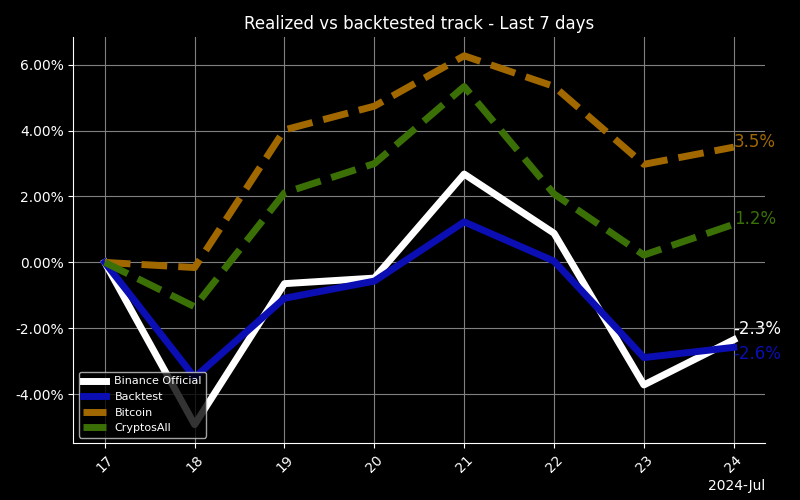 Realized vs backtested track - Last 7 days
6.00%
4.00%
2.00%
0.00%
-2.00%
-4.00%
3.5%
1.2%
-2.3%
-2.6%
Binance Official
Backtest
Bitcoin
CryptosAll
17 18 19 20 21 22 23 24
2024-Jul